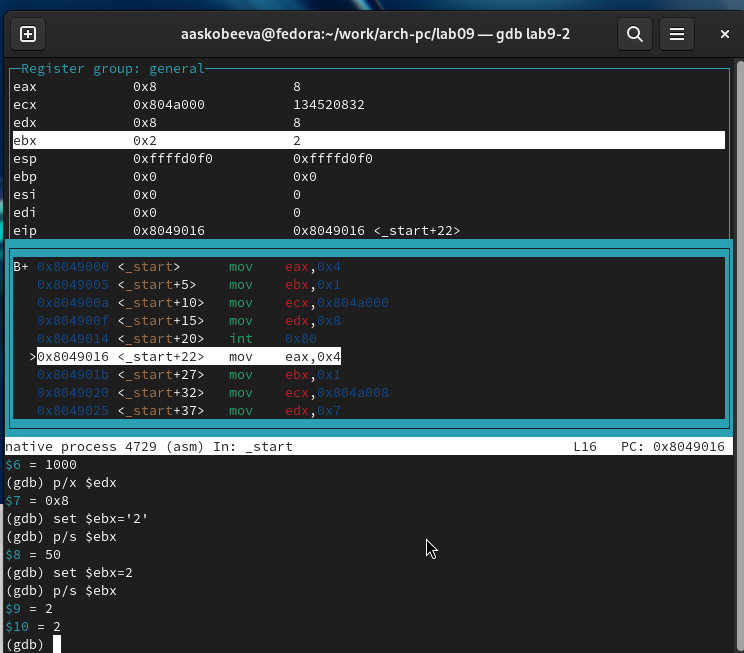 aaskobeeva@fedora:~/work/arch-pc/lab09 — gdb lab9-2
Register group: general
eax 0x8 8
ecx 0x804a000 134520832
edx 0x8 8
ebx 0x2 2
esp 0xffffd0f0 0xffffd0f0
ebp 0x0 0x0
esi 0x0 0
edi 0x0 0
eip 0x8049016 0x8049016 <_start+22>
B+ 0x8049000 <_start> mov eax,0x4
0x8049005 <_start+5> mov ebx,0x1
0x804900a <_start+10> mov ecx,0x804a000
0x804900f <_start+15> mov edx,0x8
0x8049014 <_start+20> int 0x80
>0x8049016 <_start+22> mov eax,0x4
0x804901b <_start+27> mov ebx,0x1
0x8049020 <_start+32> mov ecx,0x804a008
0x8049025 <_start+37> mov edx,0x7
native process 4729 (asm) In: _start L16 PC: 0x8049016
$6 = 1000
(gdb) p/x $edx
$7 = 0x8
(gdb) set $ebx='2'
(gdb) p/s $ebx
$8 = 50
(gdb) set $ebx=2
(gdb) p/s $ebx
$9 = 2
$10 = 2
(gdb)